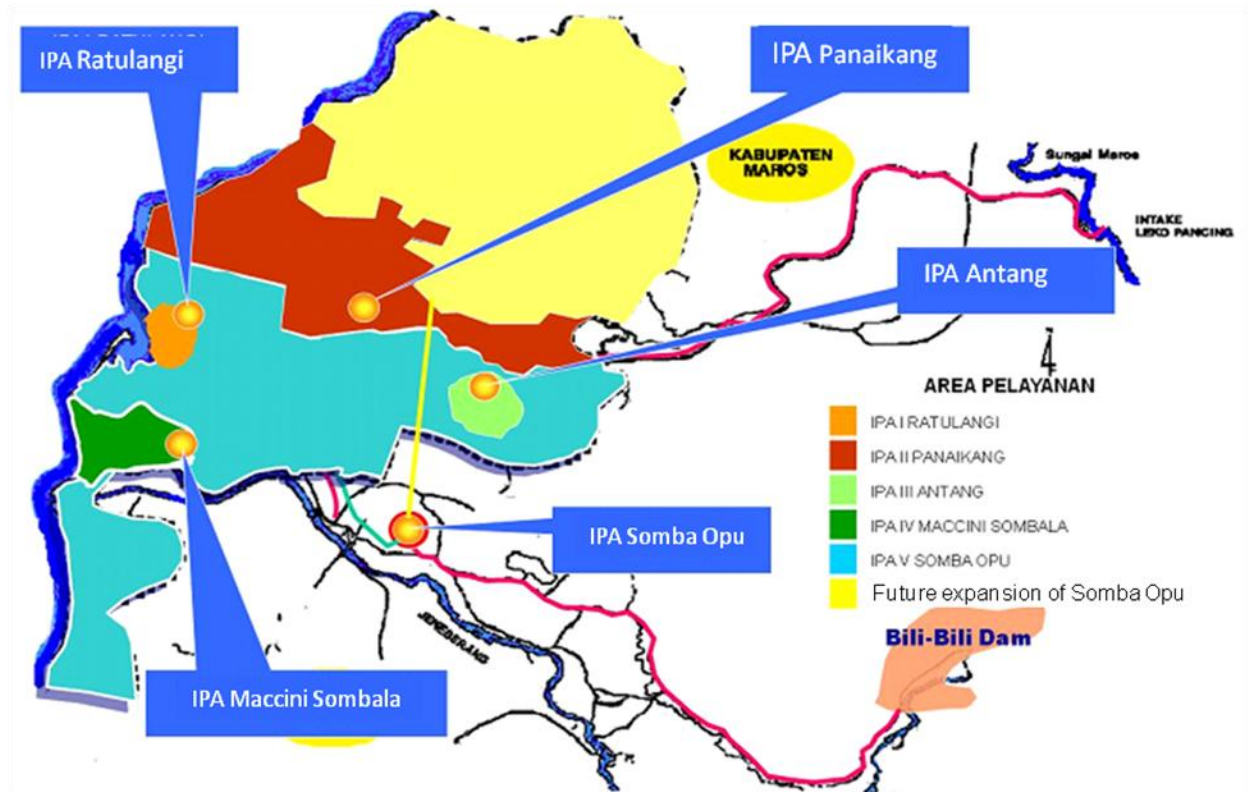 IPA Ratulangi
IPA Panaikang
KABUPATEN
MAROS
Sungai Maros
INTAKE
LEKO PANCING
IPA Antang
AREA PELAYANAN
IPA I RATULANGI
IPA II PANAIKANG
IPA III ANTANG
IPA IV MACCINI SOMBALA
IPA V SOMBA OPU
Future expansion of Somba Opu
IPA Somba Opu
Bili-Bili Dam
JENEBERANG
IPA Maccini Sombala